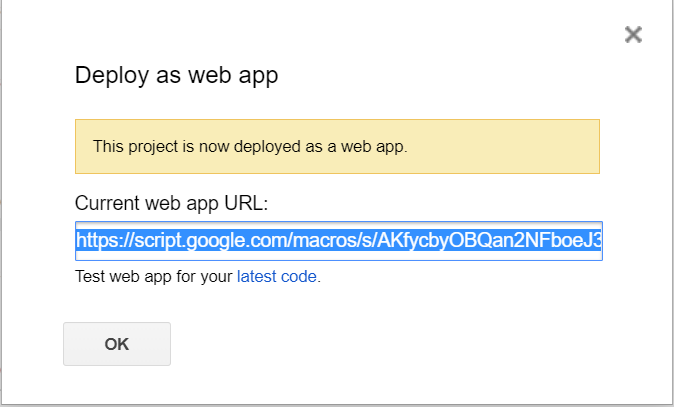 Deploy as web app
This project is now deployed as a web app.
Current web app URL:
https://script.google.com/macros/s/AKfycbyOBQan2NFboeJ3
Test web app for your latest code.
OK